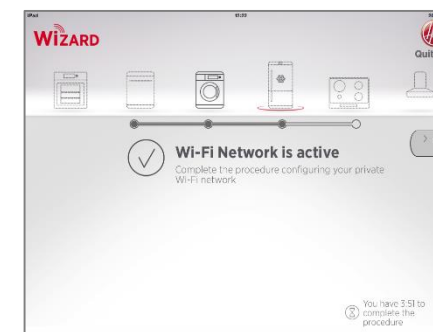 iPad
WIZARD
Wi-Fi Network is active
Complete the procedure configuring your private
Wi-Fi network
You have 3:51 to
complete the
procedure